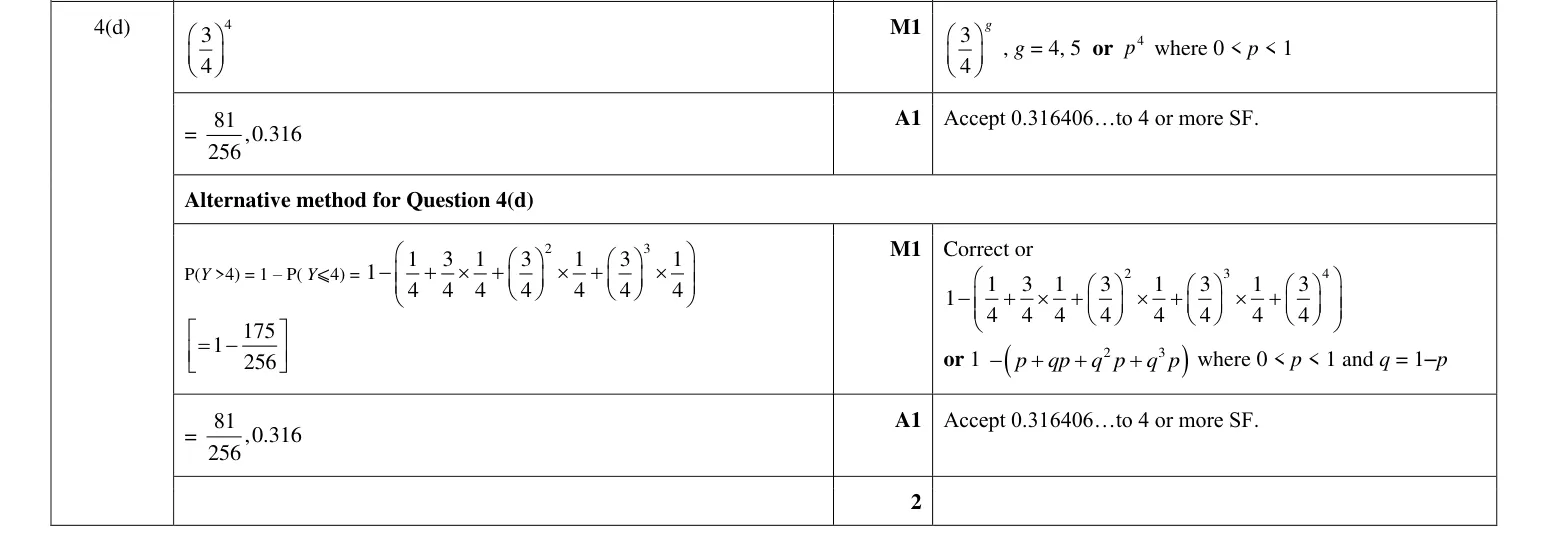 4(d)
(3/4)^4
M1
(3/4)^g , g = 4, 5 or p^4 where 0 < p < 1
= 81/256 ,0.316
A1
Accept 0.316406…to 4 or more SF.
Alternative method for Question 4(d)
P(Y >4) = 1 – P( Y⩽4) = 1−(1/4 + 3/4 × 1/4 + (3/4)^2 × 1/4 + (3/4)^3 × 1/4)
[=1− 175/256]
M1
Correct or
1−(1/4 + 3/4 × 1/4 + (3/4)^2 × 1/4 + (3/4)^3 × 1/4 + (3/4)^4)
or 1 −(p + qp + q^2 p + q^3 p) where 0 < p < 1 and q = 1–p
= 81/256 ,0.316
A1
Accept 0.316406…to 4 or more SF.
2